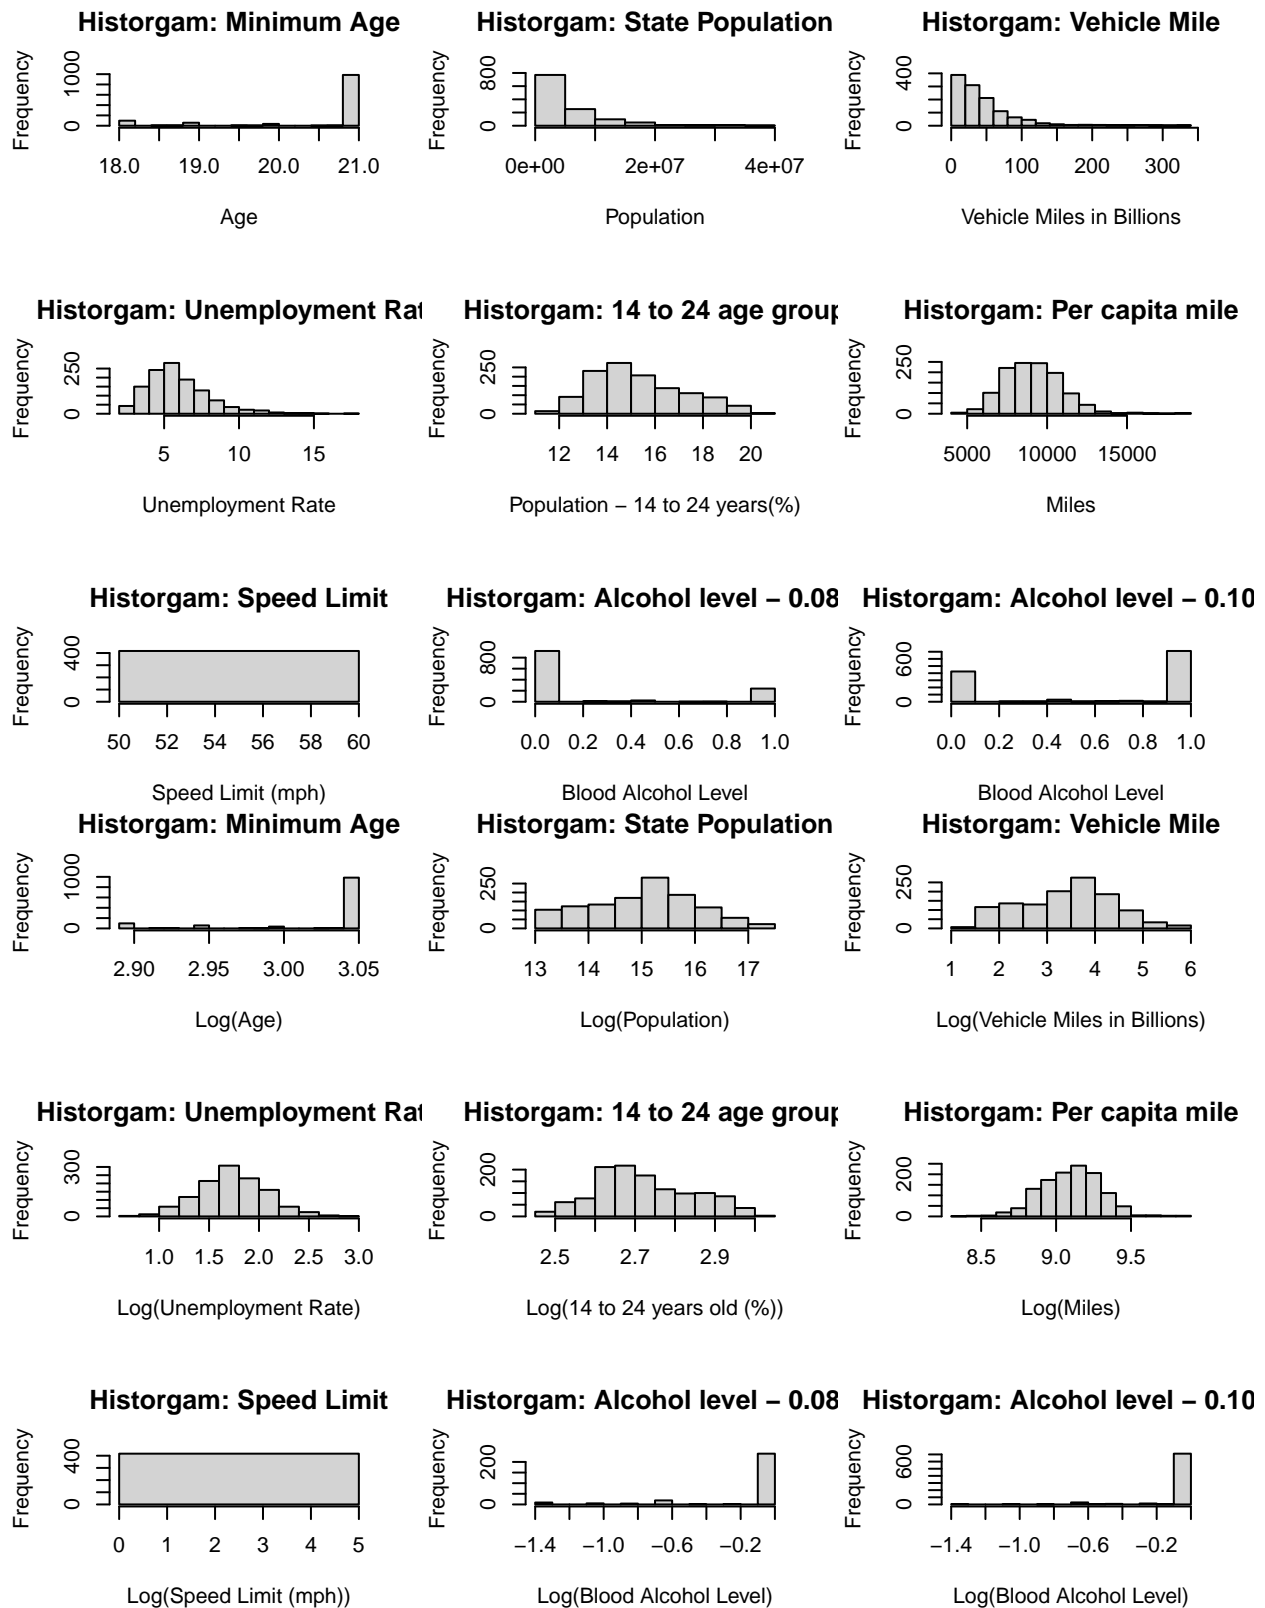 Historgam: Minimum Age
Frequency
0 1000
18.0 19.0 20.0 21.0
Age
Historgam: State Population
Frequency
0 800
0e+00 2e+07 4e+07
Population
Historgam: Vehicle Mile
Frequency
0 400
0 100 200 300
Vehicle Miles in Billions
Historgam: Unemployment Rat
Frequency
0 250
5 10 15
Unemployment Rate
Historgam: 14 to 24 age group
Frequency
0 250
12 14 16 18 20
Population − 14 to 24 years(%)
Historgam: Per capita mile
Frequency
0 250
5000 10000 15000
Miles
Historgam: Speed Limit
Frequency
0 400
50 52 54 56 58 60
Speed Limit (mph)
Historgam: Alcohol level − 0.08
Frequency
0 800
0.0 0.2 0.4 0.6 0.8 1.0
Blood Alcohol Level
Historgam: Alcohol level − 0.10
Frequency
0 600
0.0 0.2 0.4 0.6 0.8 1.0
Blood Alcohol Level
Historgam: Minimum Age
Frequency
0 1000
2.90 2.95 3.00 3.05
Log(Age)
Historgam: State Population
Frequency
0 250
13 14 15 16 17
Log(Population)
Historgam: Vehicle Mile
Frequency
0 250
1 2 3 4 5 6
Log(Vehicle Miles in Billions)
Historgam: Unemployment Rat
Frequency
0 300
1.0 1.5 2.0 2.5 3.0
Log(Unemployment Rate)
Historgam: 14 to 24 age group
Frequency
0 200
2.5 2.7 2.9
Log(14 to 24 years old (%))
Historgam: Per capita mile
Frequency
0 200
8.5 9.0 9.5
Log(Miles)
Historgam: Speed Limit
Frequency
0 400
0 1 2 3 4 5
Log(Speed Limit (mph))
Historgam: Alcohol level − 0.08
Frequency
0 200
−1.4 −1.0 −0.6 −0.2
Log(Blood Alcohol Level)
Historgam: Alcohol level − 0.10
Frequency
0 600
−1.4 −1.0 −0.6 −0.2
Log(Blood Alcohol Level)